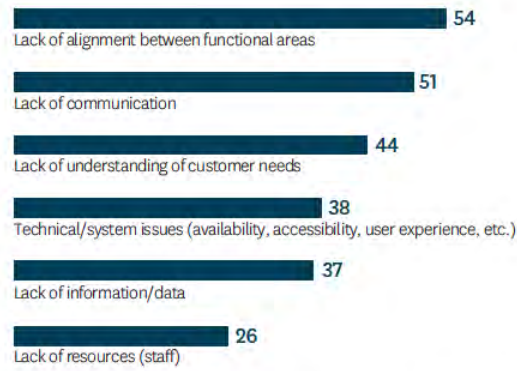 54
Lack of alignment between functional areas
51
Lack of communication
44
Lack of understanding of customer needs
38
Technical/system issues (availability, accessibility, user experience, etc.)
37
Lack of information/data
26
Lack of resources (staff)